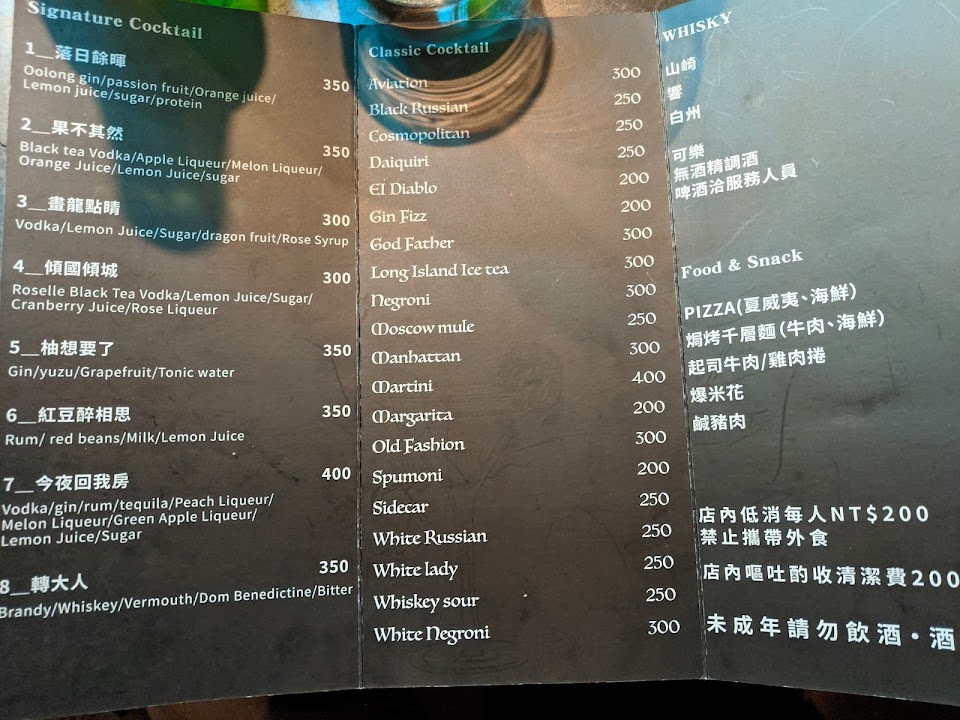 Signature Cocktail
1__落日餘暉
Oolong gin/passion fruit/Orange juice/ 350
Lemon juice/sugar/protein
2__果不其然
Black tea Vodka/Apple Liqueur/Melon Liqueur/ 350
Orange Juice/Lemon Juice/sugar
3__畫龍點睛 300
Vodka/Lemon Juice/Sugar/dragon fruit/Rose Syrup
4__傾國傾城 300
Roselle Black Tea Vodka/Lemon Juice/Sugar/
Cranberry Juice/Rose Liqueur
5__柚想要了 350
Gin/yuzu/Grapefruit/Tonic water
6__紅豆醉相思 350
Rum/ red beans/Milk/Lemon Juice
7__今夜回我房 400
Vodka/gin/rum/tequila/Peach Liqueur/
Melon Liqueur/Green Apple Liqueur/
Lemon Juice/Sugar
8__轉大人 350
Brandy/Whiskey/Vermouth/Dom Benedictine/Bitter
Classic Cocktail
Aviation 300
Black Russian 250
Cosmopolitan 250
Daiquiri 250
El Diablo 200
Gin Fizz 200
God Father 300
Long Island Ice tea 300
Negroni 300
Moscow mule 250
Manhattan 300
Martini 400
Margarita 200
Old Fashion 300
Spumoni 200
Sidecar 250
White Russian 250
White lady 250
Whiskey sour 250
White Negroni 300
WHISKY
山崎
響
白州
可樂
無酒精調酒
啤酒洽服務人員
Food & Snack
PIZZA(夏威夷、海鮮)
焗烤千層麵(牛肉、海鮮)
起司牛肉/雞肉捲
爆米花
鹹豬肉
店內低消每人NT$200
禁止攜帶外食
店內嘔吐酌收清潔費200
未成年請勿飲酒・酒